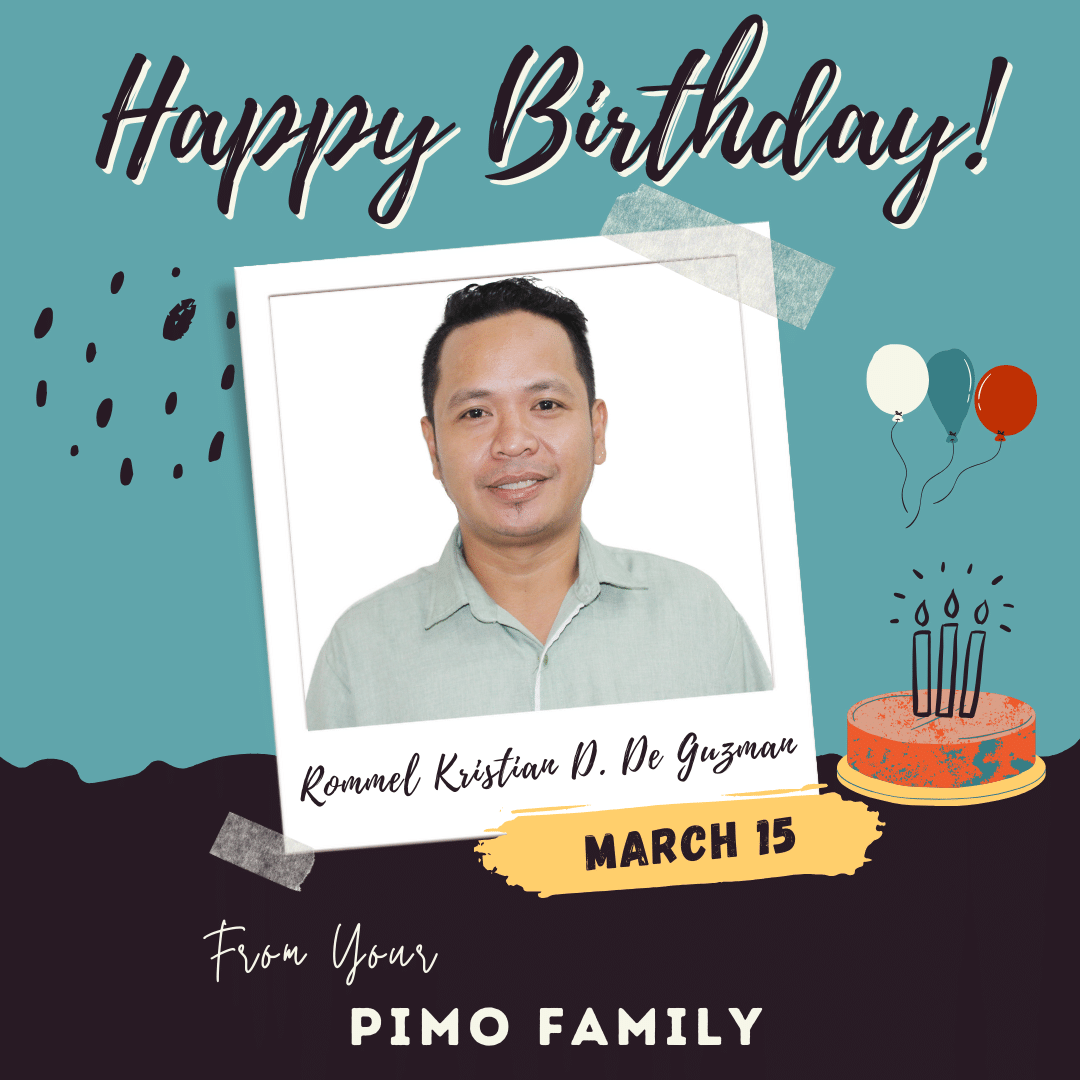 Happy Birthday!
Rommel Kristian D. De Guzman
MARCH 15
From Your
PIMO FAMILY